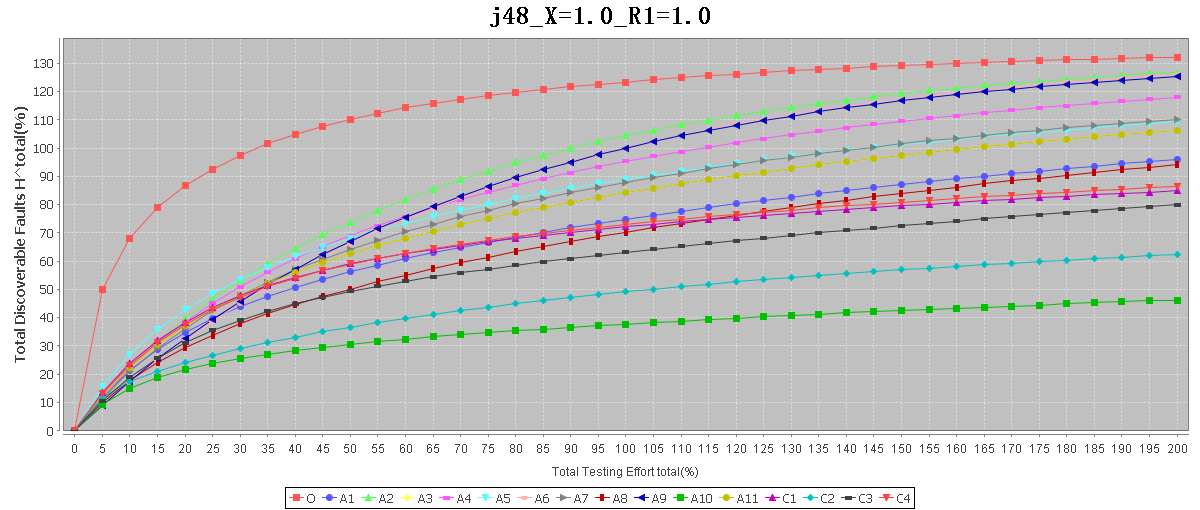 j48_X=1.0_R1=1.0
Total Discoverable Faults H^total(%)
130
120
110
100
90
80
70
60
50
40
30
20
10
0
0 5 10 15 20 25 30 35 40 45 50 55 60 65 70 75 80 85 90 95 100 105 110 115 120 125 130 135 140 145 150 155 160 165 170 175 180 185 190 195 200
Total Testing Effort total(%)
O A1 A2 A3 A4 A5 A6 A7 A8 A9 A10 A11 C1 C2 C3 C4